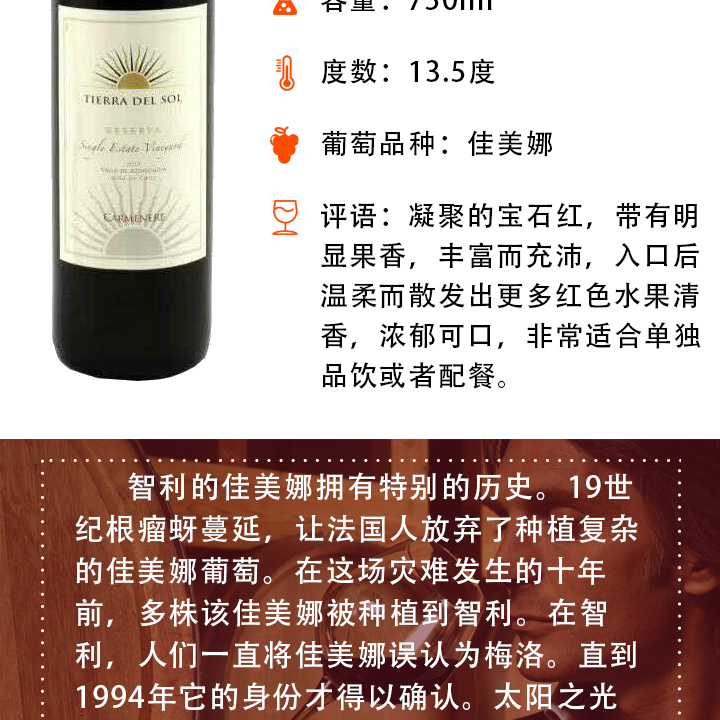 容量：750ml
度数：13.5度
葡萄品种：佳美娜
评语：凝聚的宝石红，带有明
显果香，丰富而充沛，入口后
温柔而散发出更多红色水果清
香，浓郁可口，非常适合单独
品饮或者配餐。
TIERRA DEL SOL
RESERVA
Single Estate Vineyard
CARMENERE
智利的佳美娜拥有特别的历史。19世
纪根瘤蚜蔓延，让法国人放弃了种植复杂
的佳美娜葡萄。在这场灾难发生的十年
前，多株该佳美娜被种植到智利。在智
利，人们一直将佳美娜误认为梅洛。直到
1994年它的身份才得以确认。太阳之光